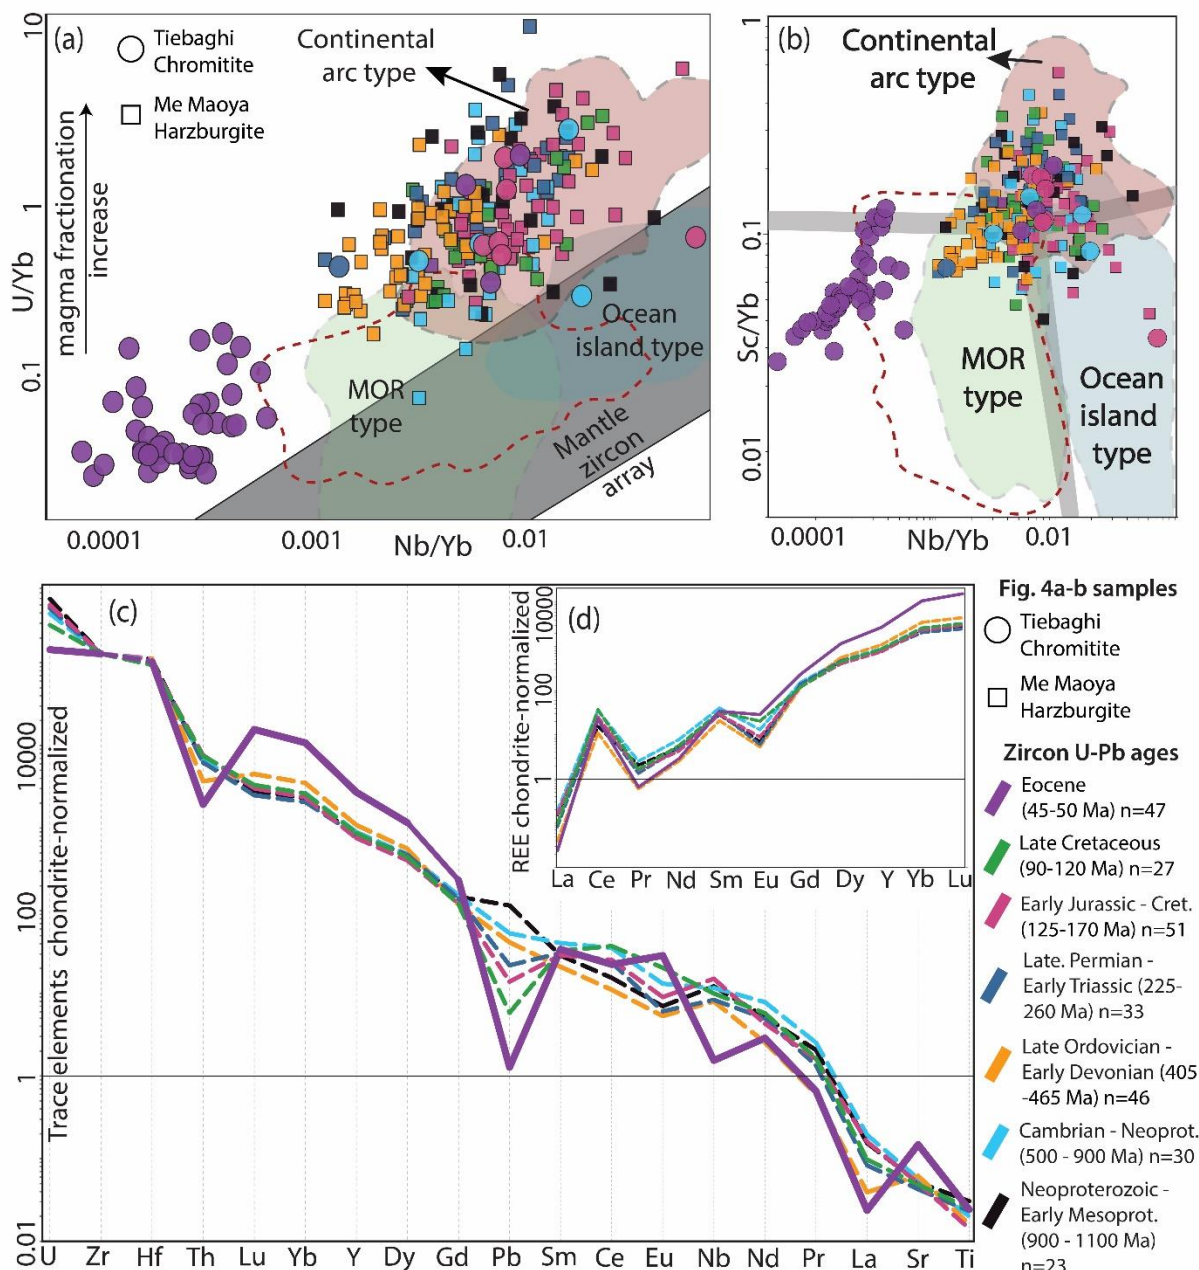 (a)
Tiebaghi
Chromitite
Me Maoya
Harzburgite
Continental
arc type
MOR
type
Ocean
island type
Mantle
zircon
array
U/Yb
magma fractionation
increase
10
1
0.1
0.0001
0.001
0.01
Nb/Yb
(b)
Continental
arc type
MOR
type
Ocean
island
type
Sc/Yb
1
0.1
0.01
0.0001
0.01
Nb/Yb
(c)
Trace elements chondrite-normalized
10000
100
1
0.01
U Zr Hf Th Lu Yb Y Dy Gd Pb Sm Ce Eu Nb Nd Pr La Sr Ti
(d)
REE chondrite-normalized
10000
100
1
La Ce Pr Nd Sm Eu Gd Dy Y Yb Lu
Fig. 4a-b samples
Tiebaghi
Chromitite
Me Maoya
Harzburgite
Zircon U-Pb ages
Eocene
(45-50 Ma) n=47
Late Cretaceous
(90-120 Ma) n=27
Early Jurassic - Cret.
(125-170 Ma) n=51
Late. Permian -
Early Triassic (225-
260 Ma) n=33
Late Ordovician -
Early Devonian (405
-465 Ma) n=46
Cambrian - Neoprot.
(500 - 900 Ma) n=30
Neoproterozoic -
Early Mesoprot.
(900 - 1100 Ma)
n=23